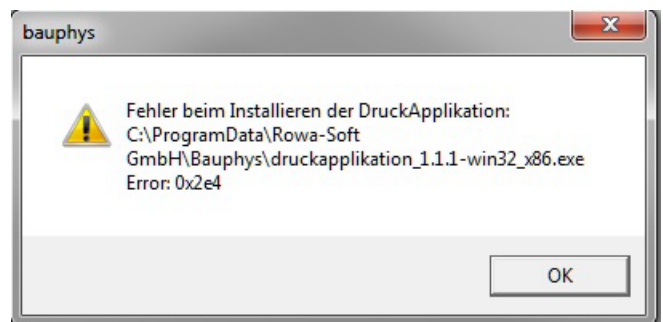 bauphys
Fehler beim Installieren der DruckApplikation:
C:\ProgramData\Rowa-Soft
GmbH\Bauphys\druckapplikation_1.1.1-win32_x86.exe
Error: 0x2e4
OK